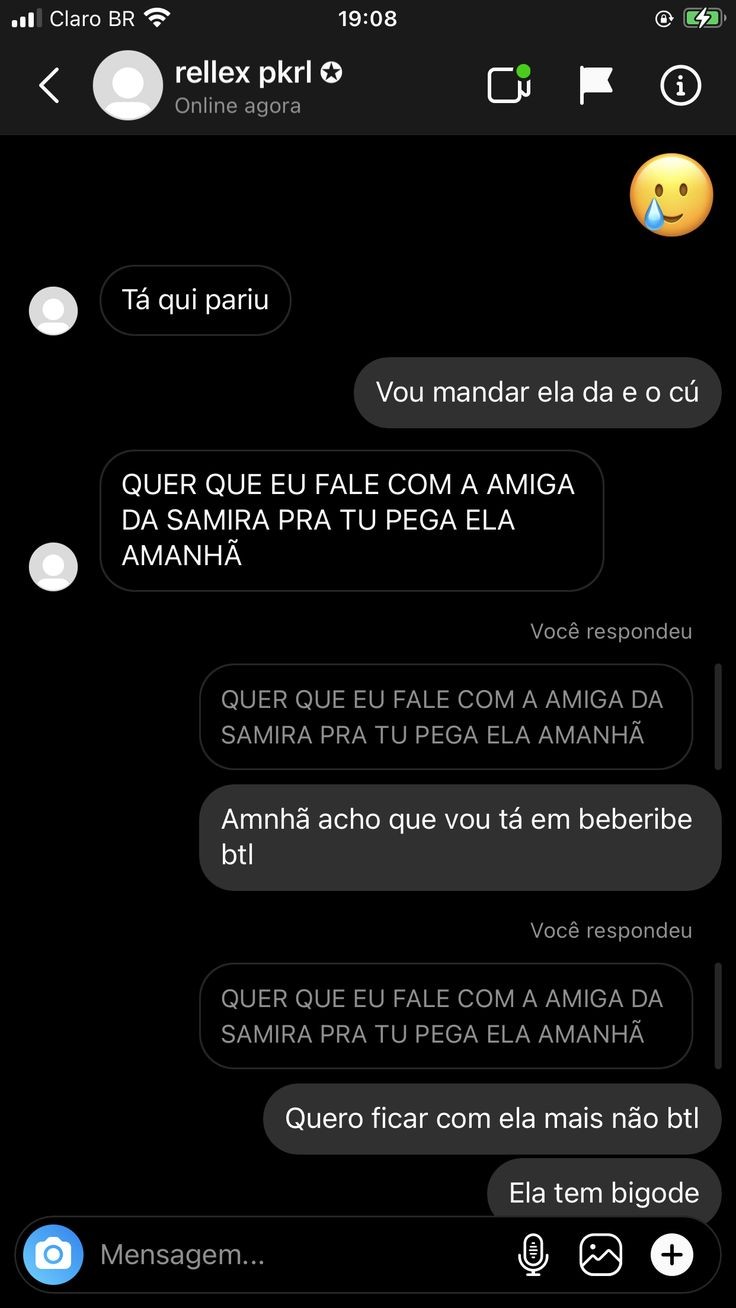 Claro BR
19:08
rellex pkrl
Online agora
Tá qui pariu
Vou mandar ela da e o cú
QUER QUE EU FALE COM A AMIGA
DA SAMIRA PRA TU PEGA ELA
AMANHÃ
Você respondeu
QUER QUE EU FALE COM A AMIGA DA
SAMIRA PRA TU PEGA ELA AMANHÃ
Amnhã acho que vou tá em beberibe
btl
Você respondeu
QUER QUE EU FALE COM A AMIGA DA
SAMIRA PRA TU PEGA ELA AMANHÃ
Quero ficar com ela mais não btl
Ela tem bigode
Mensagem...